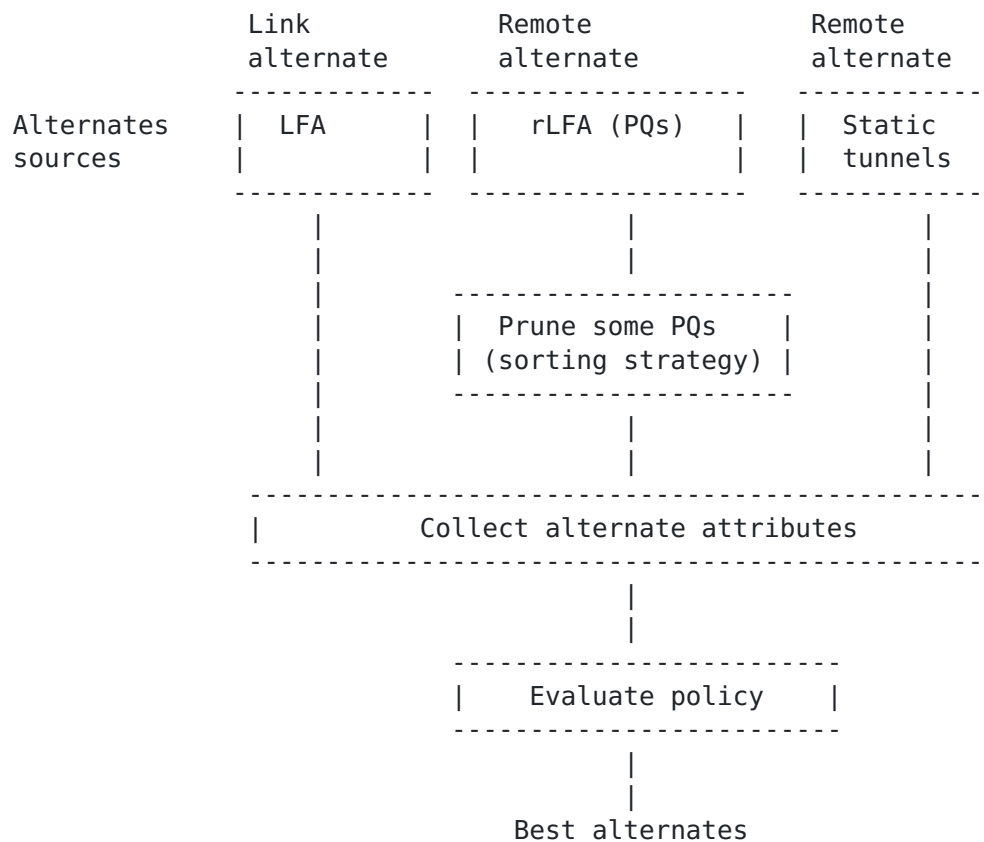 Link Remote Remote
alternate alternate alternate
Alternates LFA rLFA (PQs) Static
sources tunnels
Prune some PQs
(sorting strategy)
Collect alternate attributes
Evaluate policy
Best alternates